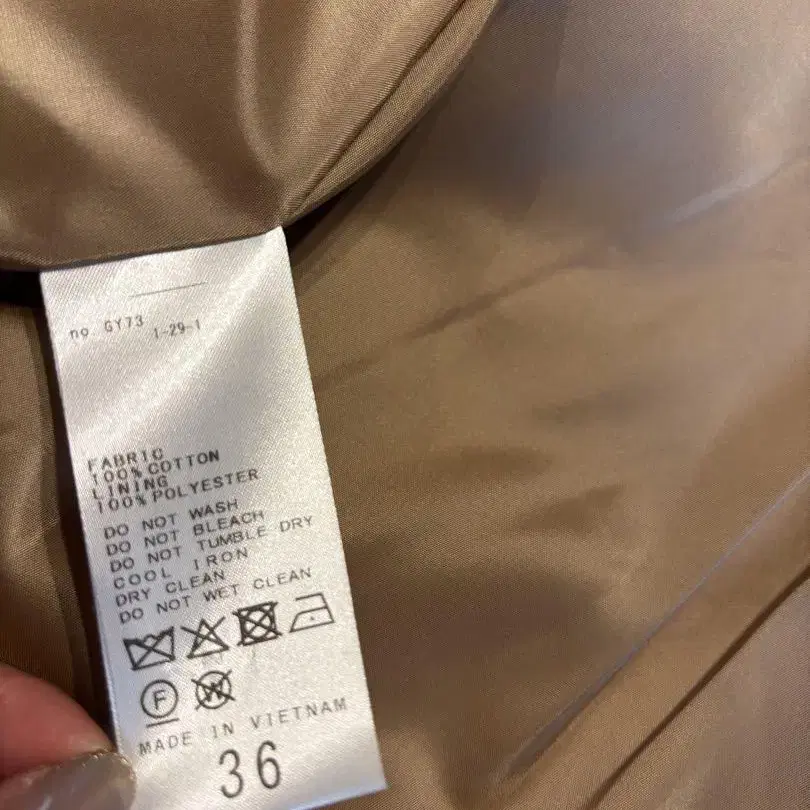 no. GY73
1-29-1
FABRIC
100% COTTON
LINING
100% POLYESTER
DO NOT WASH
DO NOT BLEACH
DO NOT TUMBLE DRY
COOL IRON
DRY CLEAN
DO NOT WET CLEAN
F W
MADE IN VIETNAM
36